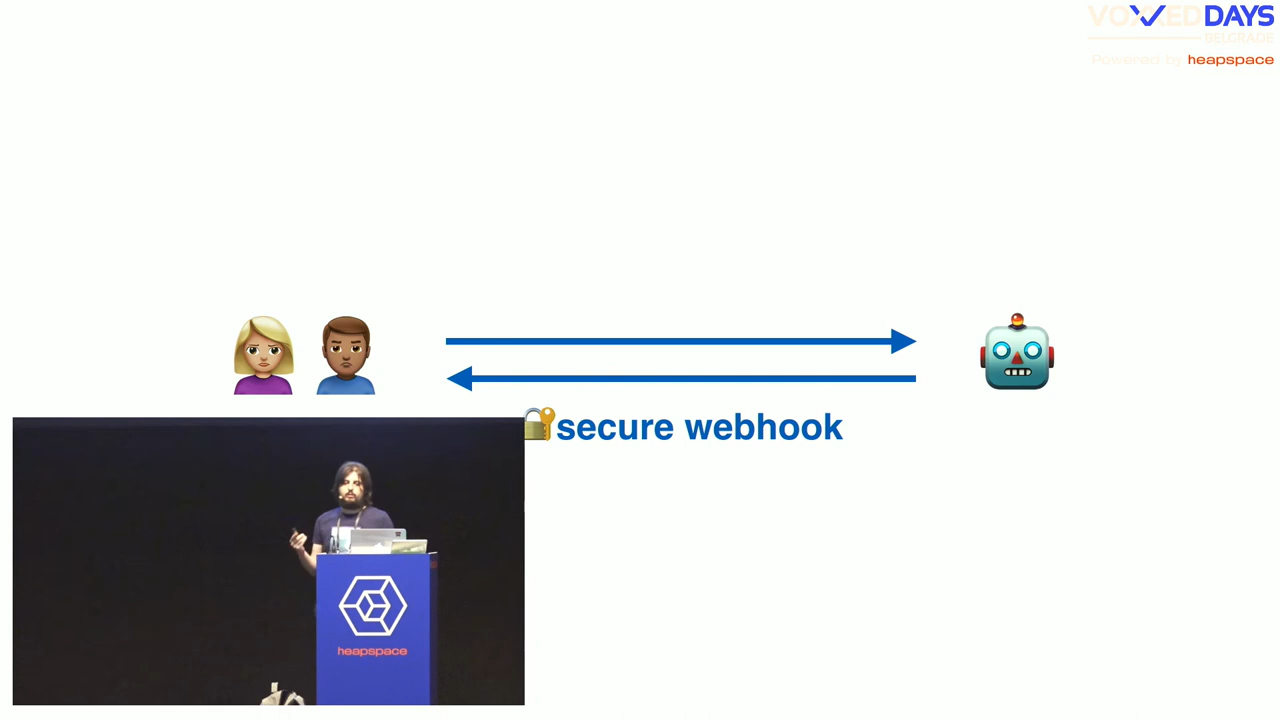 VOXXED DAYS
BELGRADE
Powered by heapspace
🔐secure webhook
heapspace